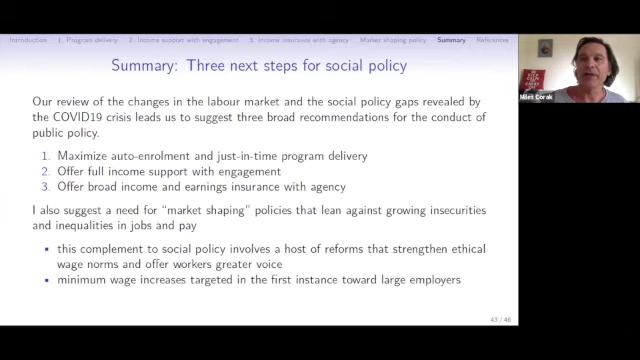 Introduction 1. Program delivery 2. Income support with engagement 3. Income insurance with agency Market shaping policy Summary References
Summary: Three next steps for social policy
Our review of the changes in the labour market and the social policy gaps revealed by
the COVID19 crisis leads us to suggest three broad recommendations for the conduct of
public policy.
1. Maximize auto-enrolment and just-in-time program delivery
2. Offer full income support with engagement
3. Offer broad income and earnings insurance with agency
I also suggest a need for “market shaping” policies that lean against growing insecurities
and inequalities in jobs and pay
this complement to social policy involves a host of reforms that strengthen ethical
wage norms and offer workers greater voice
minimum wage increases targeted in the first instance toward large employers
43 / 46
Miles Corak